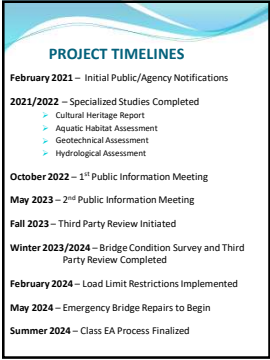 PROJECT TIMELINES
February 2021 – Initial Public/Agency Notifications
2021/2022 – Specialized Studies Completed
➢ Cultural Heritage Report
➢ Aquatic Habitat Assessment
➢ Geotechnical Assessment
➢ Hydrological Assessment
October 2022 – 1st Public Information Meeting
May 2023 – 2nd Public Information Meeting
Fall 2023 – Third Party Review Initiated
Winter 2023/2024 – Bridge Condition Survey and Third
Party Review Completed
February 2024 – Load Limit Restrictions Implemented
May 2024 – Emergency Bridge Repairs to Begin
Summer 2024 – Class EA Process Finalized